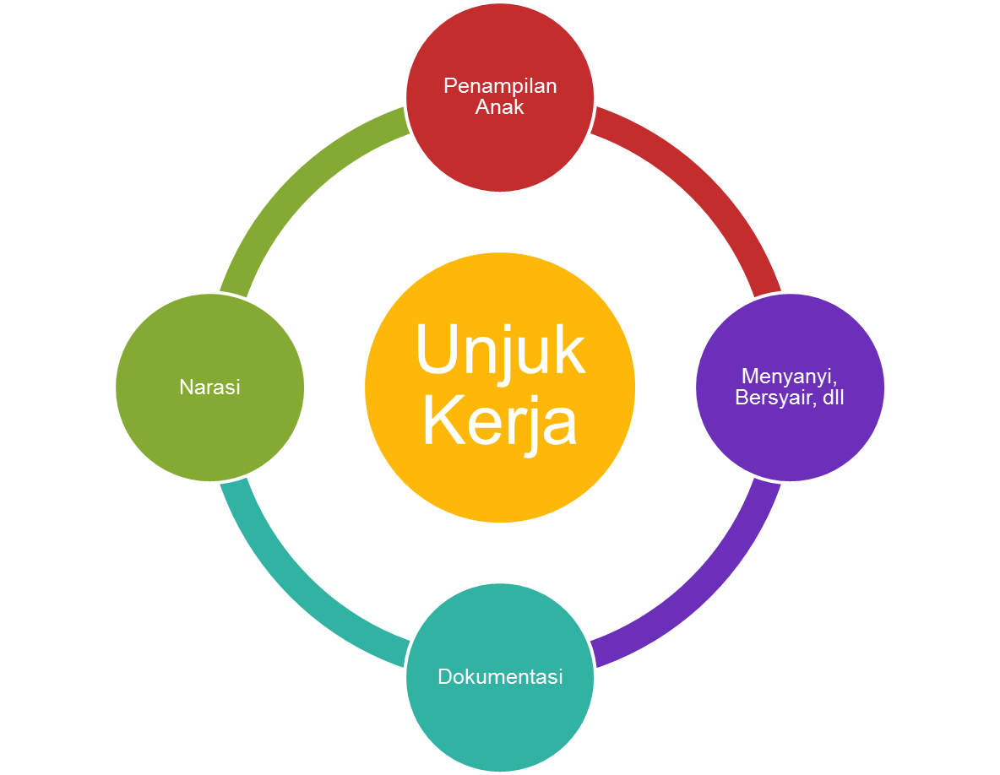 Penampilan
Anak
Unjuk
Kerja
Narasi
Menyanyi,
Bersyair, dll
Dokumentasi